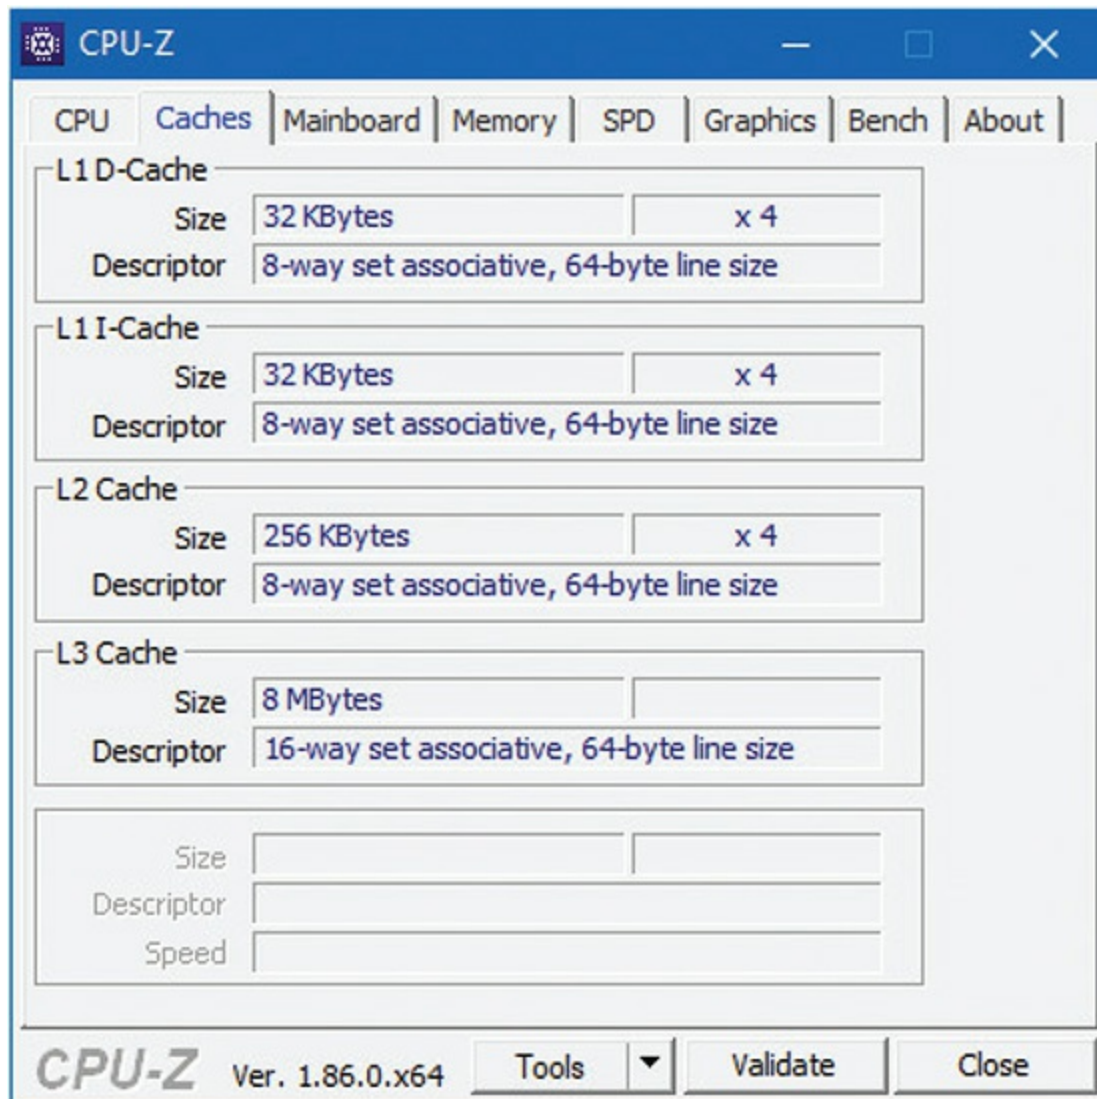 CPU-Z
CPU Caches Mainboard Memory SPD Graphics Bench About
L1 D-Cache
Size 32 KBytes x 4
Descriptor 8-way set associative, 64-byte line size
L1 I-Cache
Size 32 KBytes x 4
Descriptor 8-way set associative, 64-byte line size
L2 Cache
Size 256 KBytes x 4
Descriptor 8-way set associative, 64-byte line size
L3 Cache
Size 8 MBytes
Descriptor 16-way set associative, 64-byte line size
Size
Descriptor
Speed
CPU-Z Ver. 1.86.0.x64 Tools Validate Close